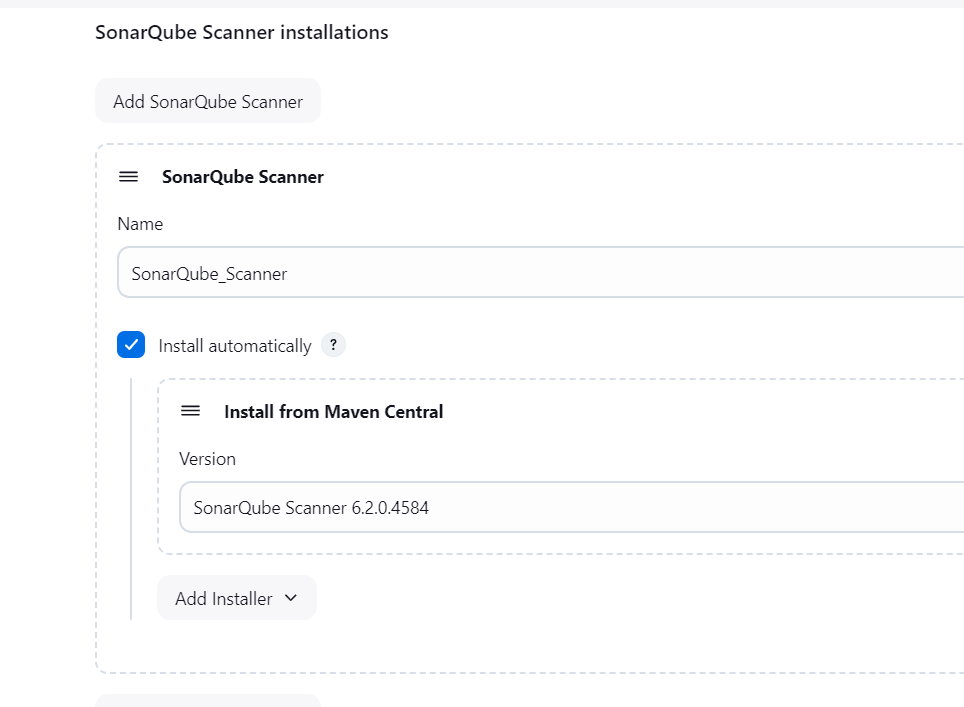 SonarQube Scanner installations
Add SonarQube Scanner
SonarQube Scanner
Name
SonarQube_Scanner
Install automatically ?
Install from Maven Central
Version
SonarQube Scanner 6.2.0.4584
Add Installer